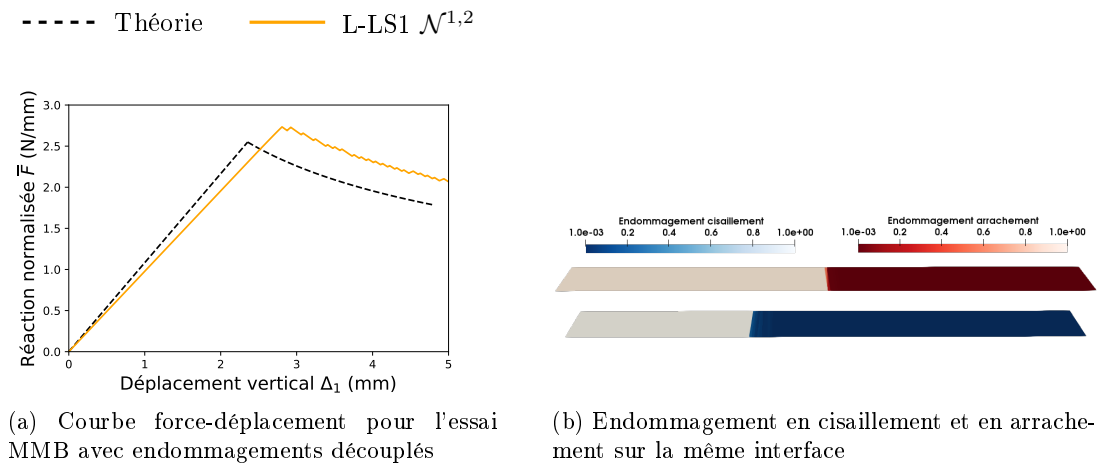 Théorie
L-LS1 𝒩^{1,2}
3.0
2.5
2.0
1.5
1.0
0.5
0.0
Réaction normalisée F̅ (N/mm)
0 1 2 3 4 5
Déplacement vertical Δ₁ (mm)
(a) Courbe force-déplacement pour l'essai
MMB avec endommagements découplés
Endommagement cisaillement
1.0e-03 0.2 0.4 0.6 0.8 1.0e+00
Endommagement arrachement
1.0e-03 0.2 0.4 0.6 0.8 1.0e+00
(b) Endommagement en cisaillement et en arrache-
ment sur la même interface